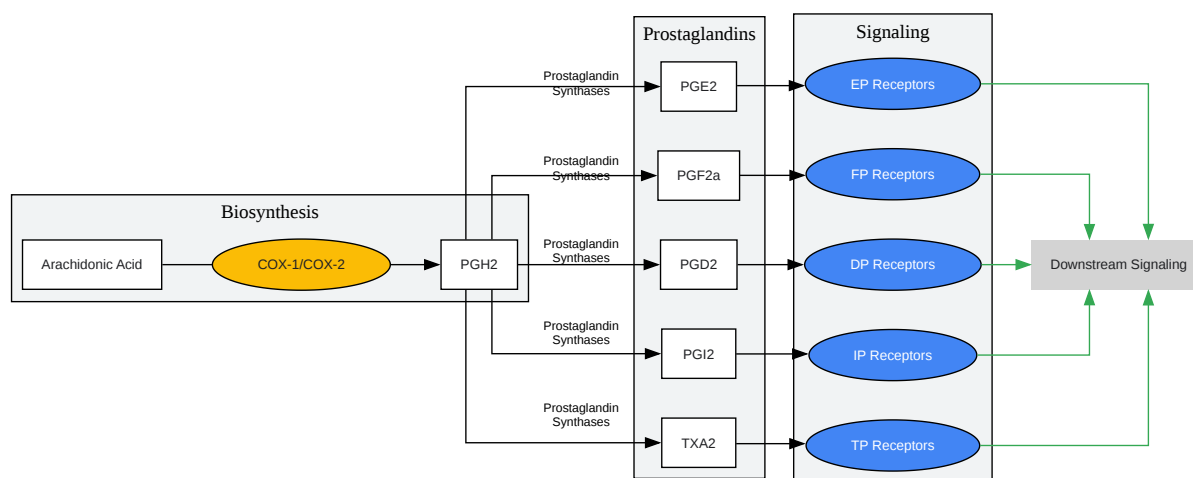 Prostaglandins
Signaling
Prostaglandin
Synthases
PGE2
EP Receptors
Prostaglandin
Synthases
PGF2a
FP Receptors
Biosynthesis
Arachidonic Acid
COX-1/COX-2
PGH2
Prostaglandin
Synthases
PGD2
DP Receptors
Downstream Signaling
Prostaglandin
Synthases
PGI2
IP Receptors
Prostaglandin
Synthases
TXA2
TP Receptors